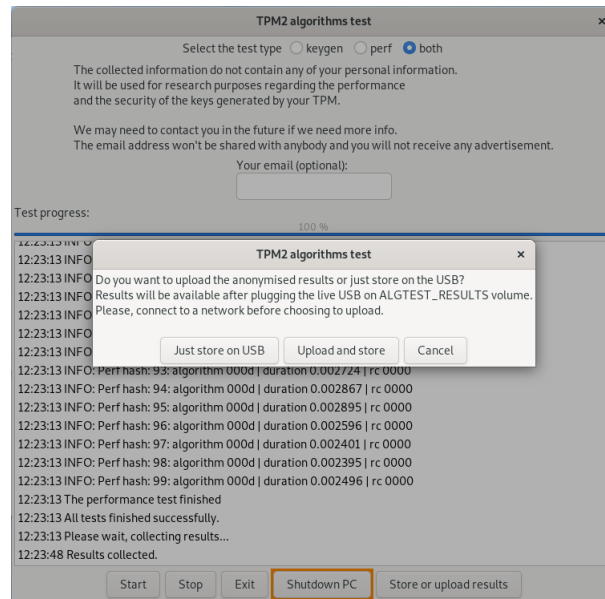 TPM2 algorithms test ×
Select the test type keygen perf both
The collected information do not contain any of your personal information.
It will be used for research purposes regarding the performance
and the security of the keys generated by your TPM.
We may need to contact you in the future if we need more info.
The email address won't be shared with anybody and you will not receive any advertisement.
Your email (optional):
Test progress:
100 %
12:23:13 INFO
12:23:13 INFO
12:23:13 INFO
12:23:13 INFO
12:23:13 INFO
12:23:13 INFO
12:23:13 INFO
TPM2 algorithms test ×
Do you want to upload the anonymised results or just store on the USB?
Results will be available after plugging the live USB on ALGTEST_RESULTS volume.
Please, connect to a network before choosing to upload.
Just store on USB Upload and store Cancel
12:23:13 INFO: Perf hash: 93: algorithm 000d | duration 0.002724 | rc 0000
12:23:13 INFO: Perf hash: 94: algorithm 000d | duration 0.002867 | rc 0000
12:23:13 INFO: Perf hash: 95: algorithm 000d | duration 0.002895 | rc 0000
12:23:13 INFO: Perf hash: 96: algorithm 000d | duration 0.002596 | rc 0000
12:23:13 INFO: Perf hash: 97: algorithm 000d | duration 0.002401 | rc 0000
12:23:13 INFO: Perf hash: 98: algorithm 000d | duration 0.002395 | rc 0000
12:23:13 INFO: Perf hash: 99: algorithm 000d | duration 0.002496 | rc 0000
12:23:13 The performance test finished
12:23:13 All tests finished successfully.
12:23:13 Please wait, collecting results...
12:23:48 Results collected.
Start Stop Exit Shutdown PC Store or upload results